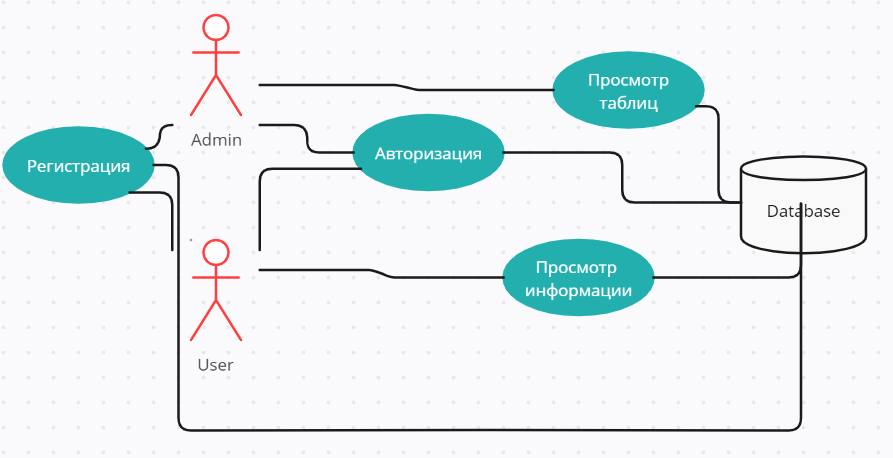 Просмотр
таблиц
Admin
Авторизация
Регистрация
Database
Просмотр
информации
User